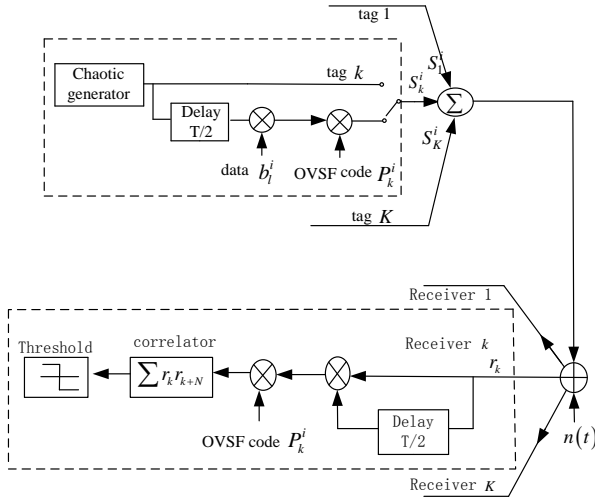 tag 1
Chaotic
generator
tag k
S_1^i
S_k^i
∑
Delay
T/2
S_K^i
data b_l^i
OVSF code P_k^i
tag K
Receiver 1
Threshold
correlator
Receiver k
r_k
∑ r_k r_{k+N}
Delay
T/2
n(t)
OVSF code P_k^i
Receiver K